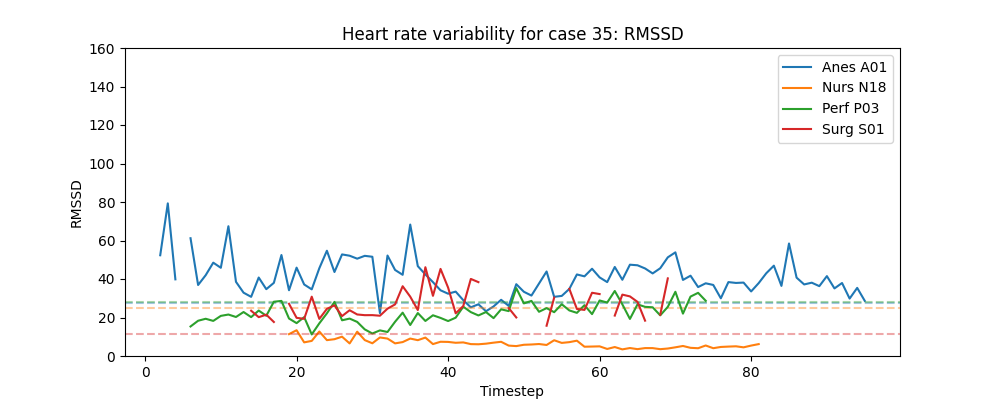 Heart rate variability for case 35: RMSSD
160
140
120
100
80
60
40
20
0
RMSSD
Anes A01
Nurs N18
Perf P03
Surg S01
0
20
40
60
80
Timestep